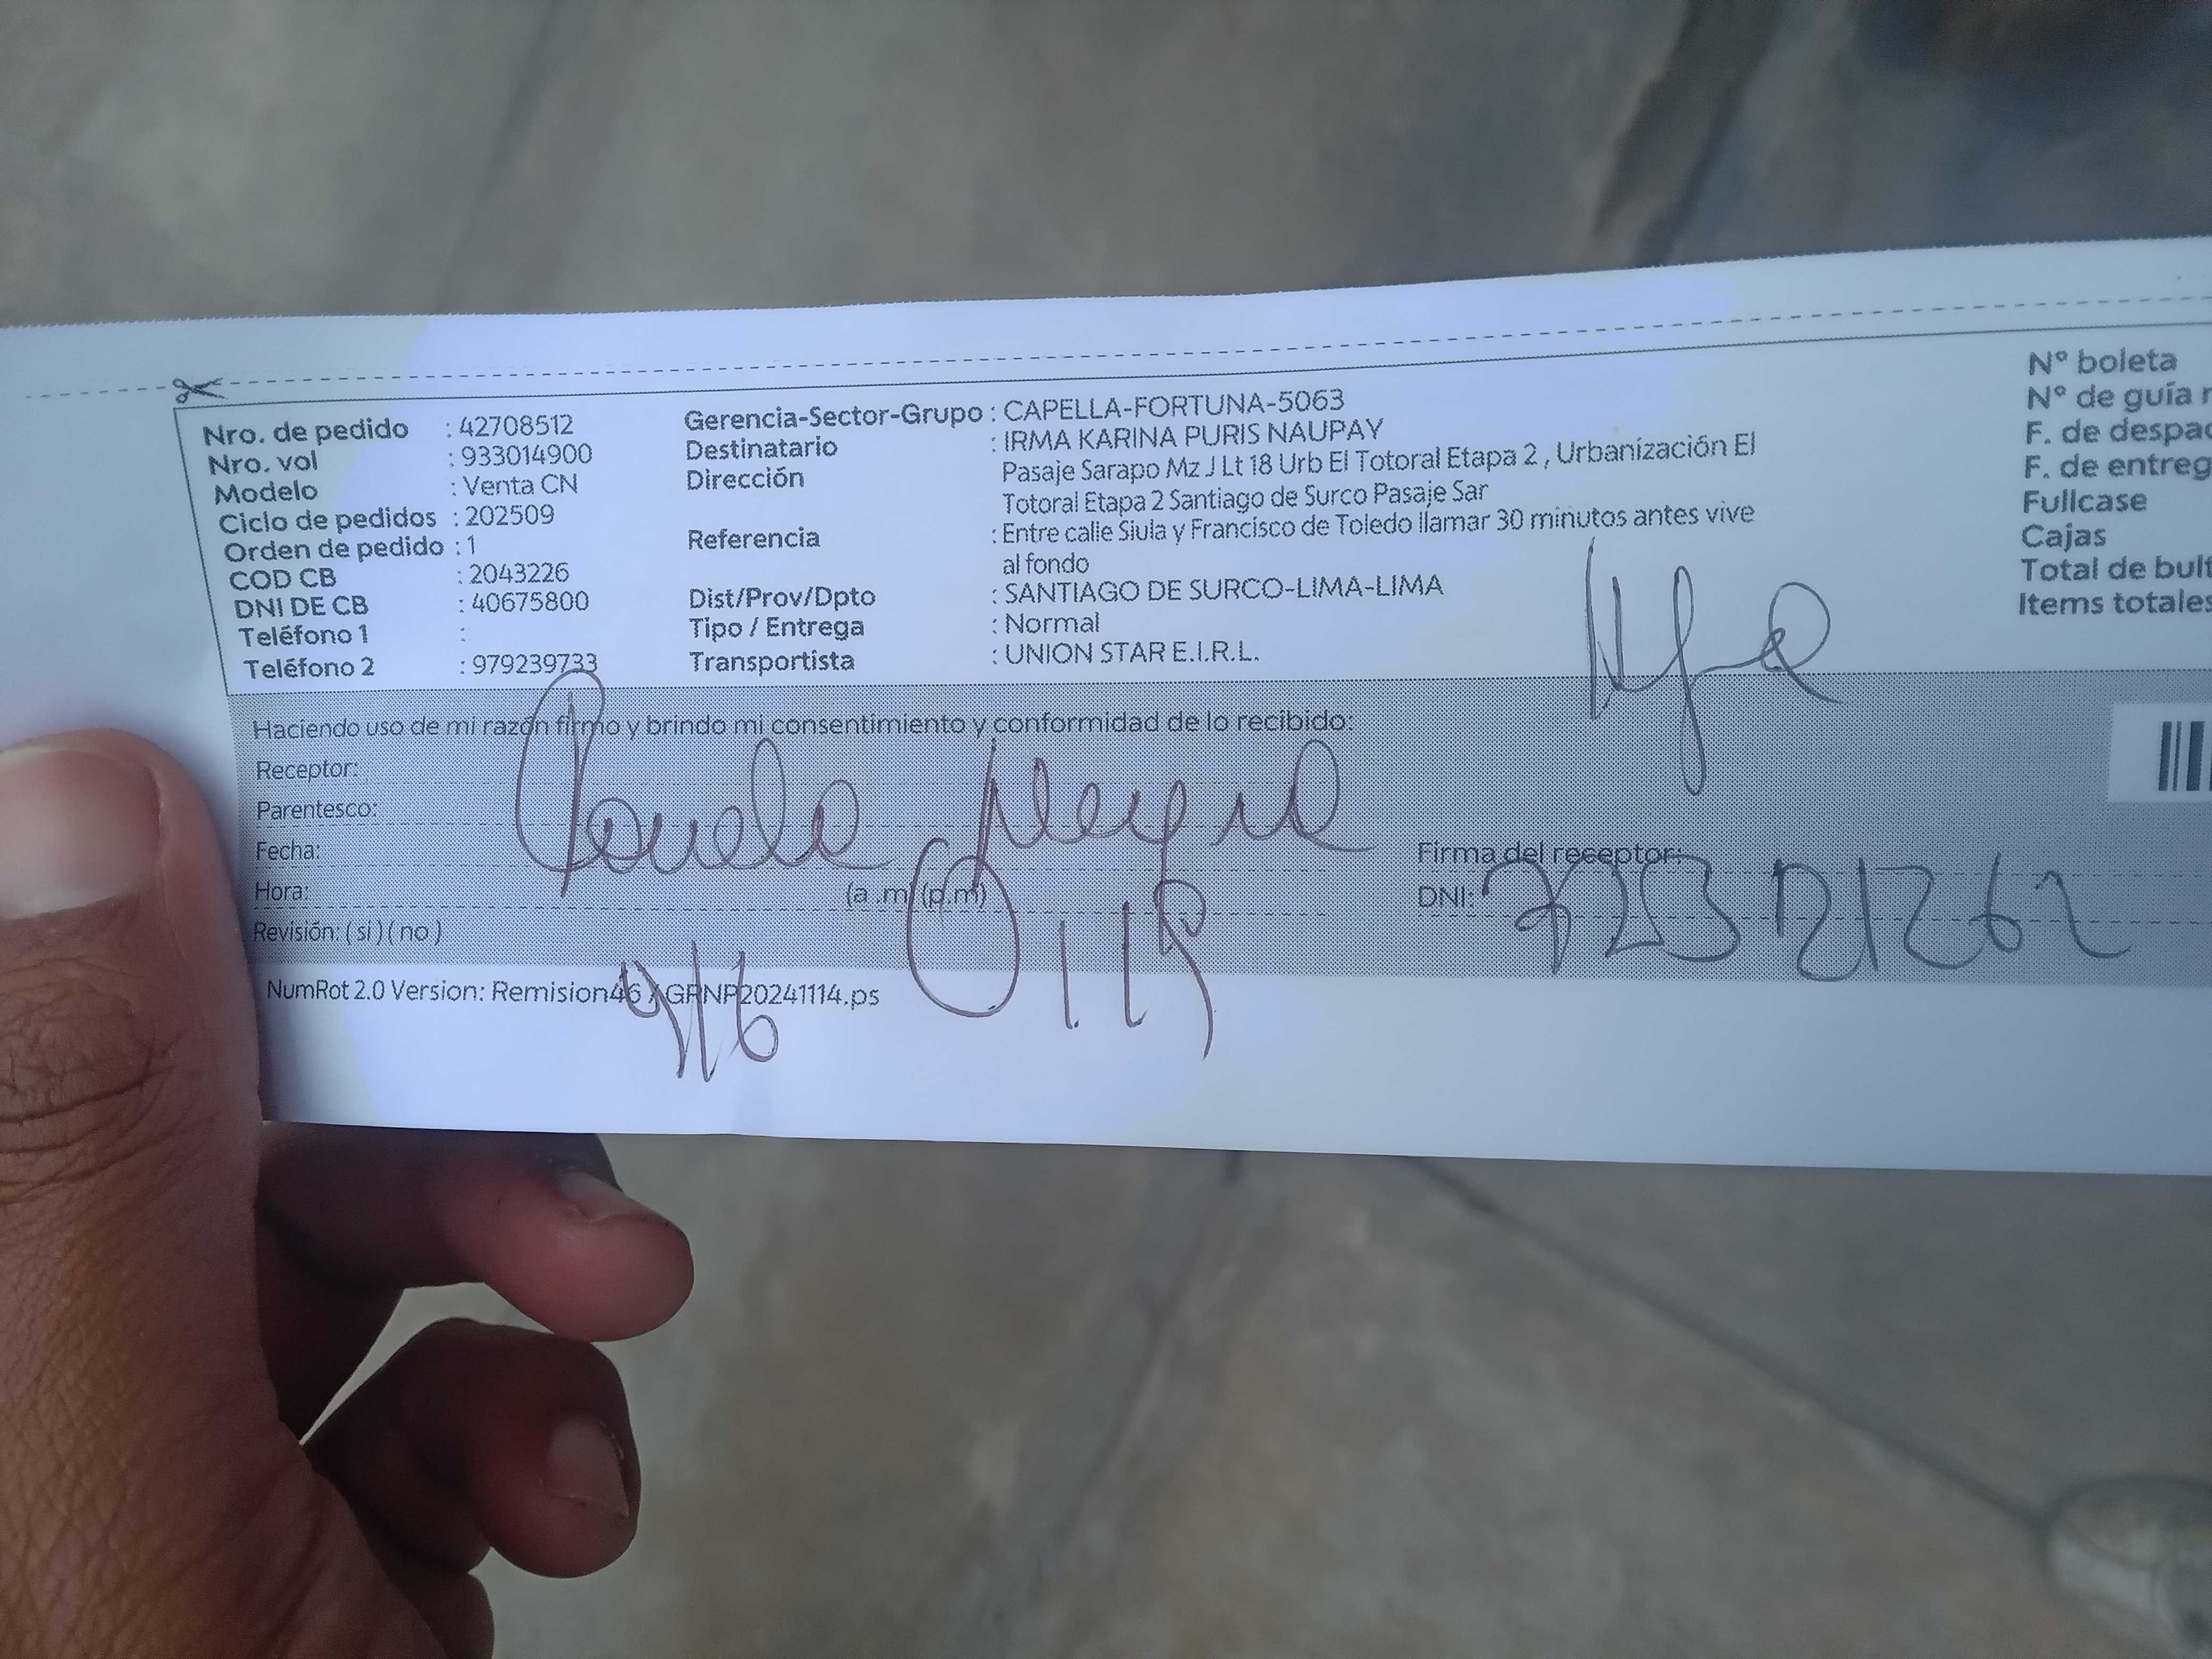 Nro. de pedido : 42708512
Nro. vol : 933014900
Modelo : Venta CN
Ciclo de pedidos : 202509
Orden de pedido : 1
COD CB : 2043226
DNI DE CB : 40675800
Teléfono 1 :
Teléfono 2 : 979239733
Gerencia-Sector-Grupo : CAPELLA-FORTUNA-5063
Destinatario : IRMA KARINA PURIS NAUPAY
Dirección Pasaje Sarapo Mz J Lt 18 Urb El Totoral Etapa 2 , Urbanización El
Totoral Etapa 2 Santiago de Surco Pasaje Sar
Referencia : Entre calle Siula y Francisco de Toledo llamar 30 minutos antes vive
al fondo
Dist/Prov/Dpto : SANTIAGO DE SURCO-LIMA-LIMA
Tipo / Entrega : Normal
Transportista : UNION STAR E.I.R.L.
N° boleta
N° de guía r
F. de despac
F. de entreg
Fullcase
Cajas
Total de bult
Items totales
Haciendo uso de mi razón firmo y brindo mi consentimiento y conformidad de lo recibido:
Receptor:
Parentesco:
Fecha:
Hora: (a .m) (p.m)
Revisión: ( si ) ( no )
Firma del receptor:
DNI:
NumRot 2.0 Version: Remision46 / GRNP20241114.ps